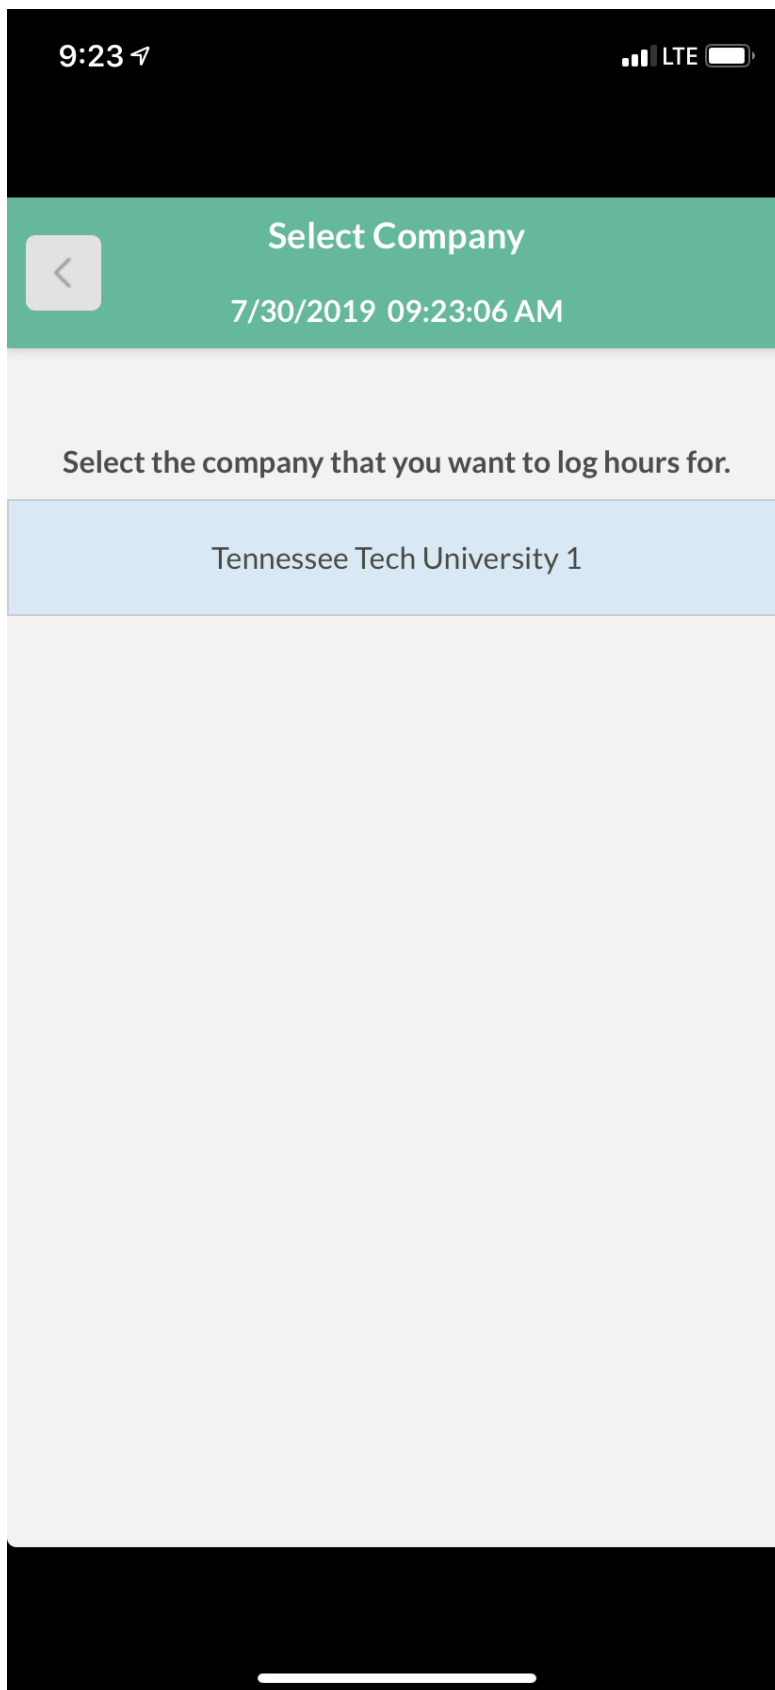 9:23
LTE
Select Company
7/30/2019 09:23:06 AM
Select the company that you want to log hours for.
Tennessee Tech University 1